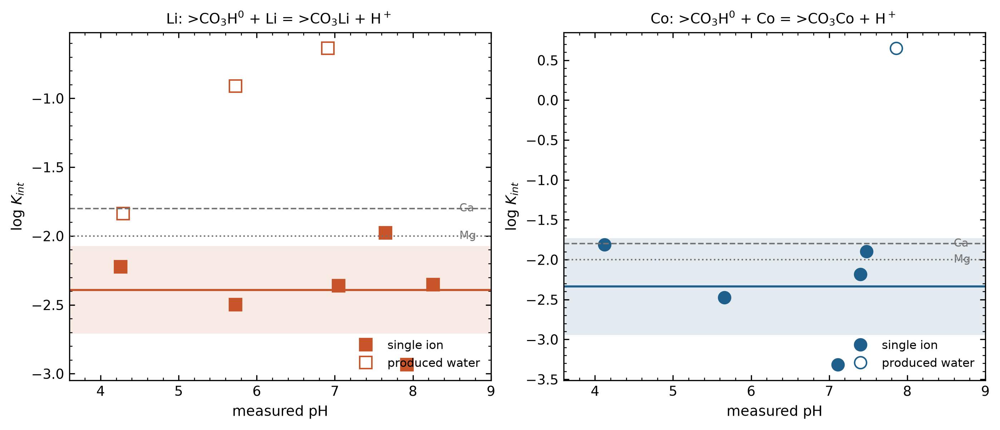 Li: >CO₃H⁰ + Li = >CO₃Li + H⁺
log K_int
−1.0
−1.5
−2.0
−2.5
−3.0
Ca
Mg
single ion
produced water
4 5 6 7 8 9
measured pH
Co: >CO₃H⁰ + Co = >CO₃Co + H⁺
log K_int
0.5
0.0
−0.5
−1.0
−1.5
−2.0
−2.5
−3.0
−3.5
Ca
Mg
single ion
produced water
4 5 6 7 8 9
measured pH